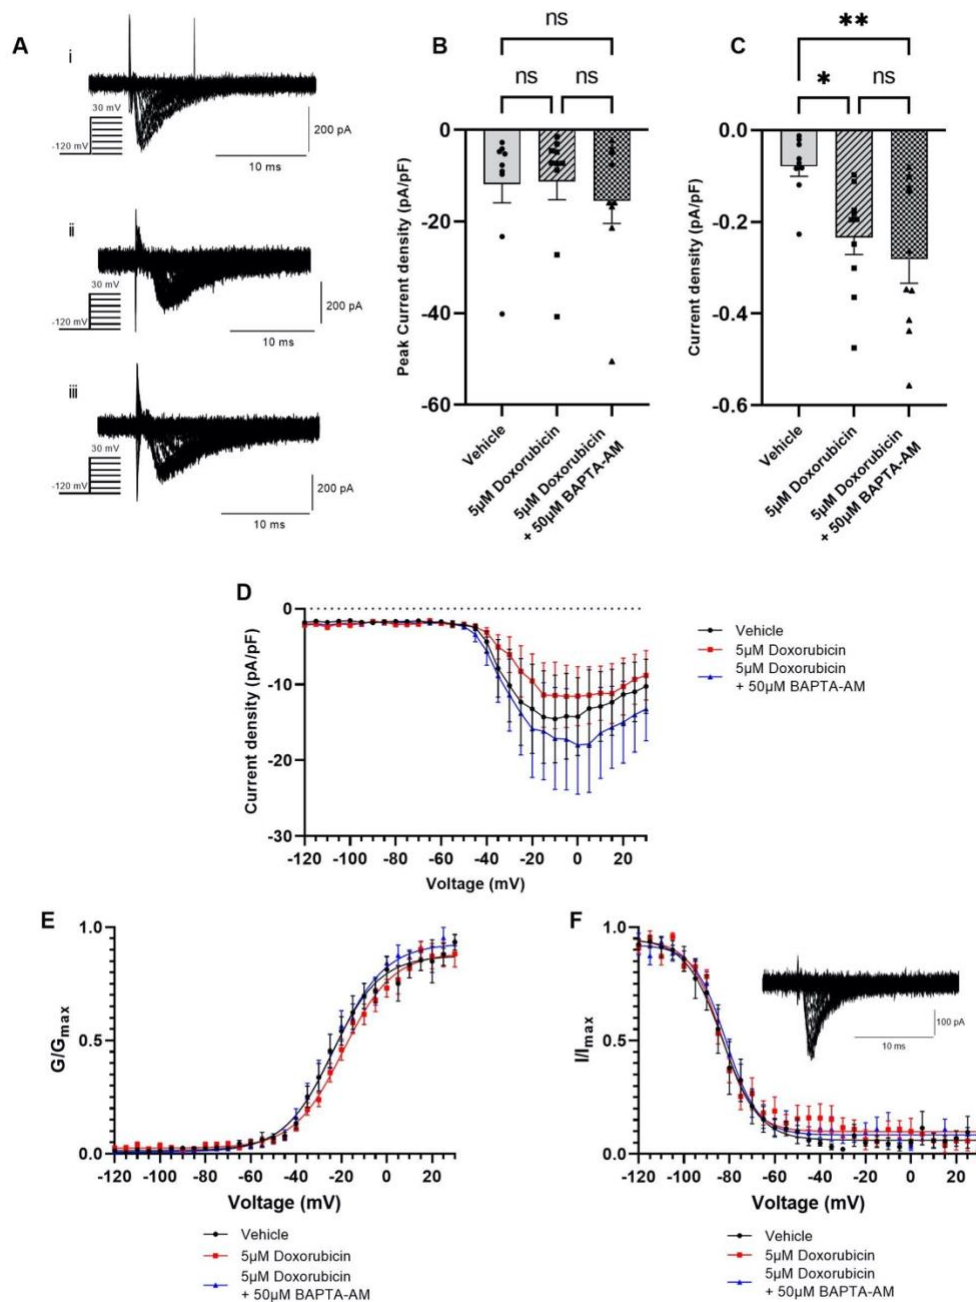 A
i
30 mV
-120 mV
200 pA
10 ms
ii
30 mV
-120 mV
200 pA
10 ms
iii
30 mV
-120 mV
200 pA
10 ms
B
ns
ns
ns
0
-20
-40
-60
Peak Current density (pA/pF)
Vehicle
5µM Doxorubicin
5µM Doxorubicin
+ 50µM BAPTA-AM
C
**
*
ns
0.0
-0.2
-0.4
-0.6
Current density (pA/pF)
Vehicle
5µM Doxorubicin
5µM Doxorubicin
+ 50µM BAPTA-AM
D
0
-10
-20
-30
Current density (pA/pF)
-120 -100 -80 -60 -40 -20 0 20
Voltage (mV)
Vehicle
5µM Doxorubicin
5µM Doxorubicin
+ 50µM BAPTA-AM
E
1.0
0.5
0.0
G/Gmax
-120 -100 -80 -60 -40 -20 0 20
Voltage (mV)
Vehicle
5µM Doxorubicin
5µM Doxorubicin
+ 50µM BAPTA-AM
F
1.0
0.5
0.0
I/Imax
100 pA
10 ms
-120 -100 -80 -60 -40 -20 0 20
Voltage (mV)
Vehicle
5µM Doxorubicin
5µM Doxorubicin
+ 50µM BAPTA-AM